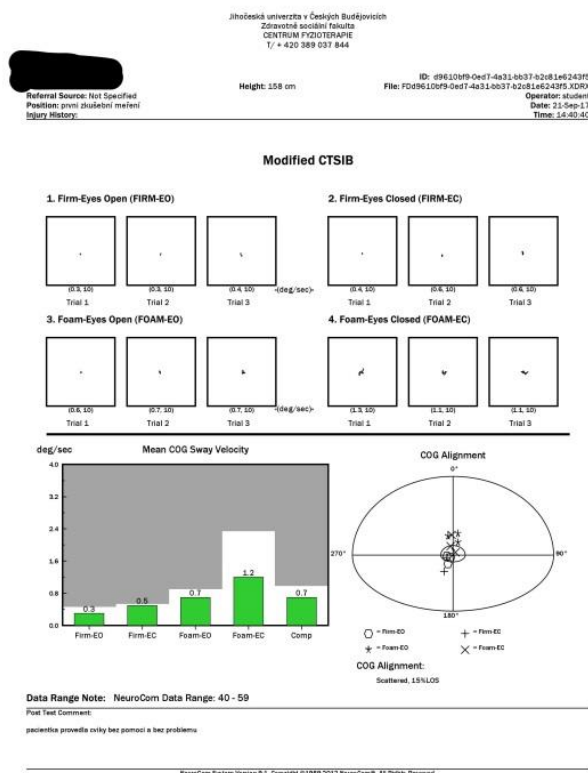 Jihočeská univerzita v Českých Budějovicích
Zdravotně sociální fakulta
CENTRUM FYZIOTERAPIE
T/ + 420 389 037 844
ID: d9610bf9-0ed7-4a31-bb37-b2c81e6243f5
Referral Source: Not Specified Height: 158 cm File: FDd9610bf9-0ed7-4a31-bb37-b2c81e6243f5.XDRX
Position: prvni zkušební meření Operator: student
Injury History: Date: 21-Sep-17
Time: 14:40:40
Modified CTSIB
1. Firm-Eyes Open (FIRM-EO) 2. Firm-Eyes Closed (FIRM-EC)
(0.3, 10) (0.3, 10) (0.4, 10) -(deg/sec)- (0.4, 10) (0.6, 10) (0.6, 10)
Trial 1 Trial 2 Trial 3 Trial 1 Trial 2 Trial 3
3. Foam-Eyes Open (FOAM-EO) 4. Foam-Eyes Closed (FOAM-EC)
(0.6, 10) (0.7, 10) (0.7, 10) -(deg/sec)- (1.3, 10) (1.1, 10) (1.1, 10)
Trial 1 Trial 2 Trial 3 Trial 1 Trial 2 Trial 3
deg/sec Mean COG Sway Velocity
4.0
3.2
2.4
1.6
0.8
0.0
0.3 0.5 0.7 1.2 0.7
Firm-EO Firm-EC Foam-EO Foam-EC Comp
COG Alignment
0°
270° 90°
180°
= Firm-EO = Firm-EC
= Foam-EO = Foam-EC
COG Alignment:
Scattered, 15%LOS
Data Range Note: NeuroCom Data Range: 40 - 59
Post Test Comment:
pacientka provedla cviky bez pomoci a bez problemu